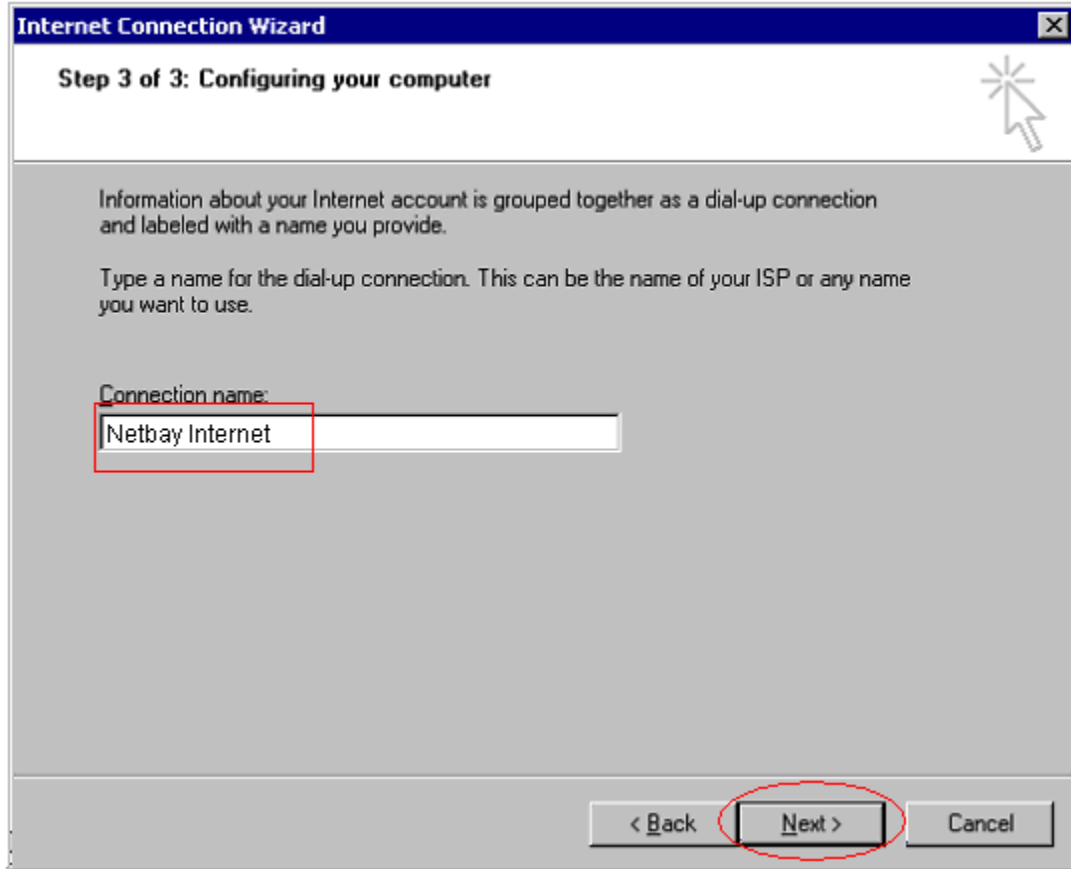 Internet Connection Wizard
Step 3 of 3: Configuring your computer
Information about your Internet account is grouped together as a dial-up connection
and labeled with a name you provide.
Type a name for the dial-up connection. This can be the name of your ISP or any name
you want to use.
Connection name:
Netbay Internet
< Back
Next >
Cancel